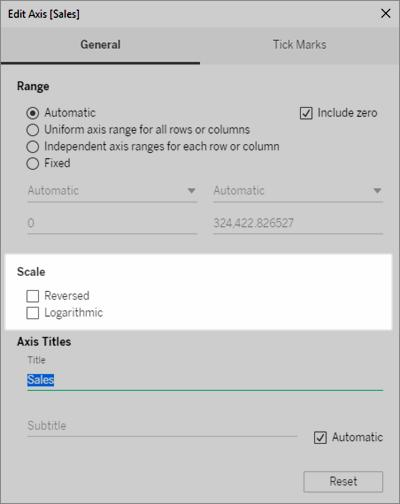 Edit Axis [Sales]
General
Tick Marks
Range
Automatic
Include zero
Uniform axis range for all rows or columns
Independent axis ranges for each row or column
Fixed
Automatic
Automatic
0
324,422.826527
Scale
Reversed
Logarithmic
Axis Titles
Title
Sales
Subtitle
Automatic
Reset